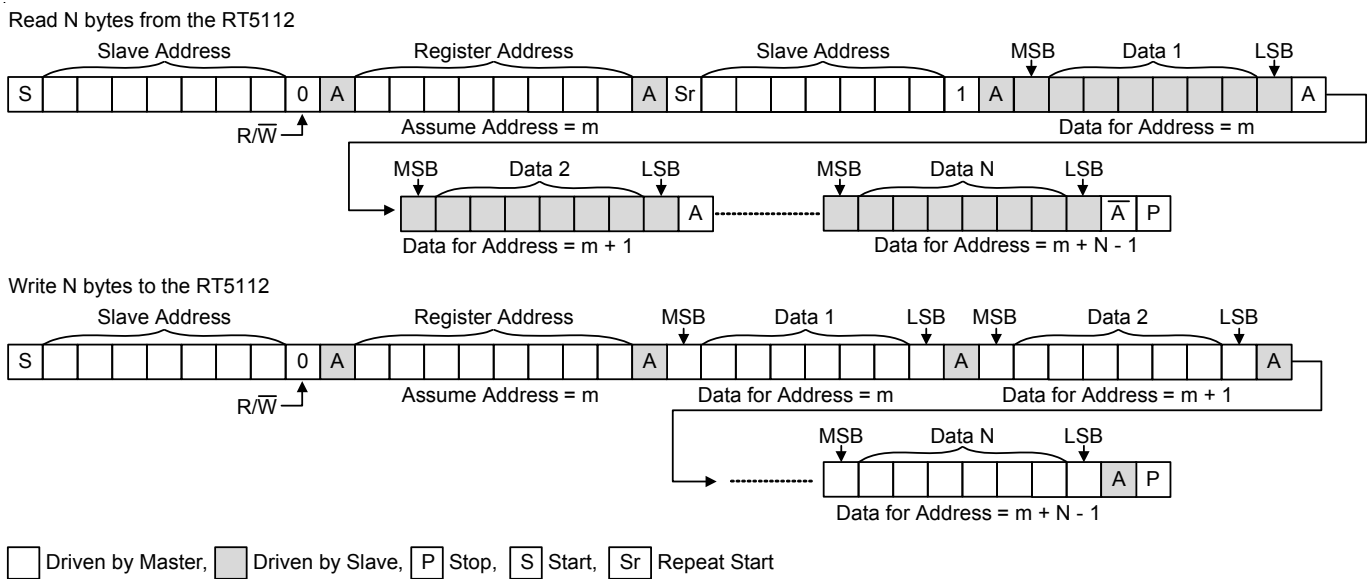 Read N bytes from the RT5112
Slave Address Register Address Slave Address MSB Data 1 LSB
S 0 A A Sr 1 A A
R/W̅ Assume Address = m Data for Address = m
MSB Data 2 LSB MSB Data N LSB
A A̅ P
Data for Address = m + 1 Data for Address = m + N - 1
Write N bytes to the RT5112
Slave Address Register Address MSB Data 1 LSB MSB Data 2 LSB
S 0 A A A A
R/W̅ Assume Address = m Data for Address = m Data for Address = m + 1
MSB Data N LSB
A P
Data for Address = m + N - 1
Driven by Master, Driven by Slave, P Stop, S Start, Sr Repeat Start